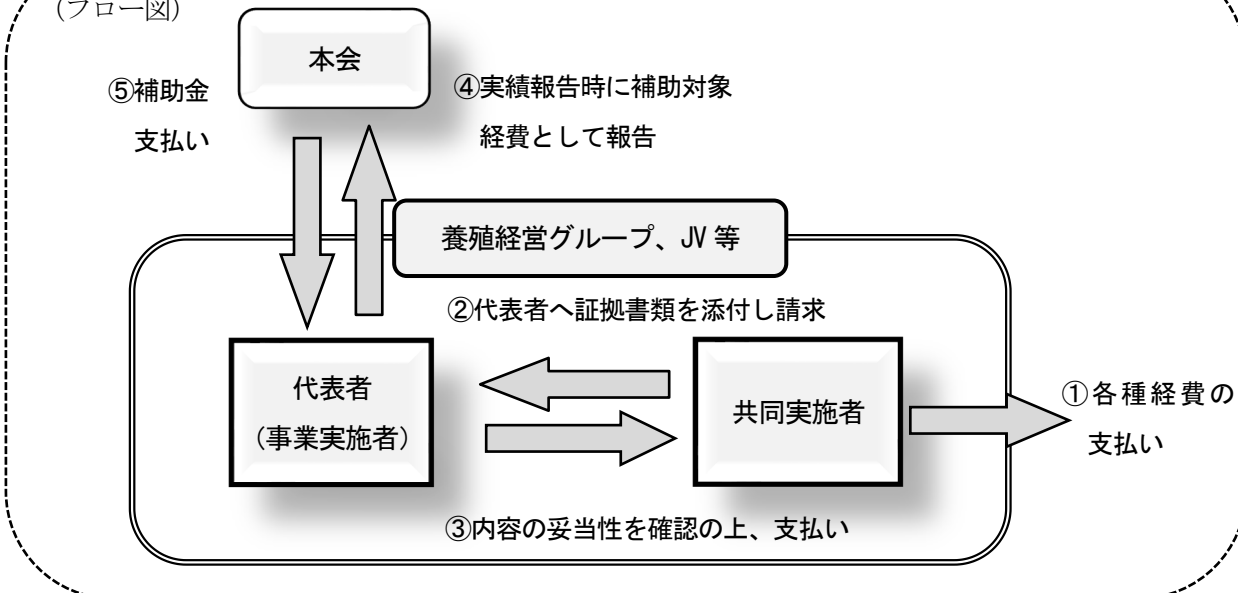 (フロー図)
本会
⑤補助金
支払い
④実績報告時に補助対象
経費として報告
養殖経営グループ、JV 等
②代表者へ証拠書類を添付し請求
代表者
(事業実施者)
共同実施者
①各種経費の
支払い
③内容の妥当性を確認の上、支払い